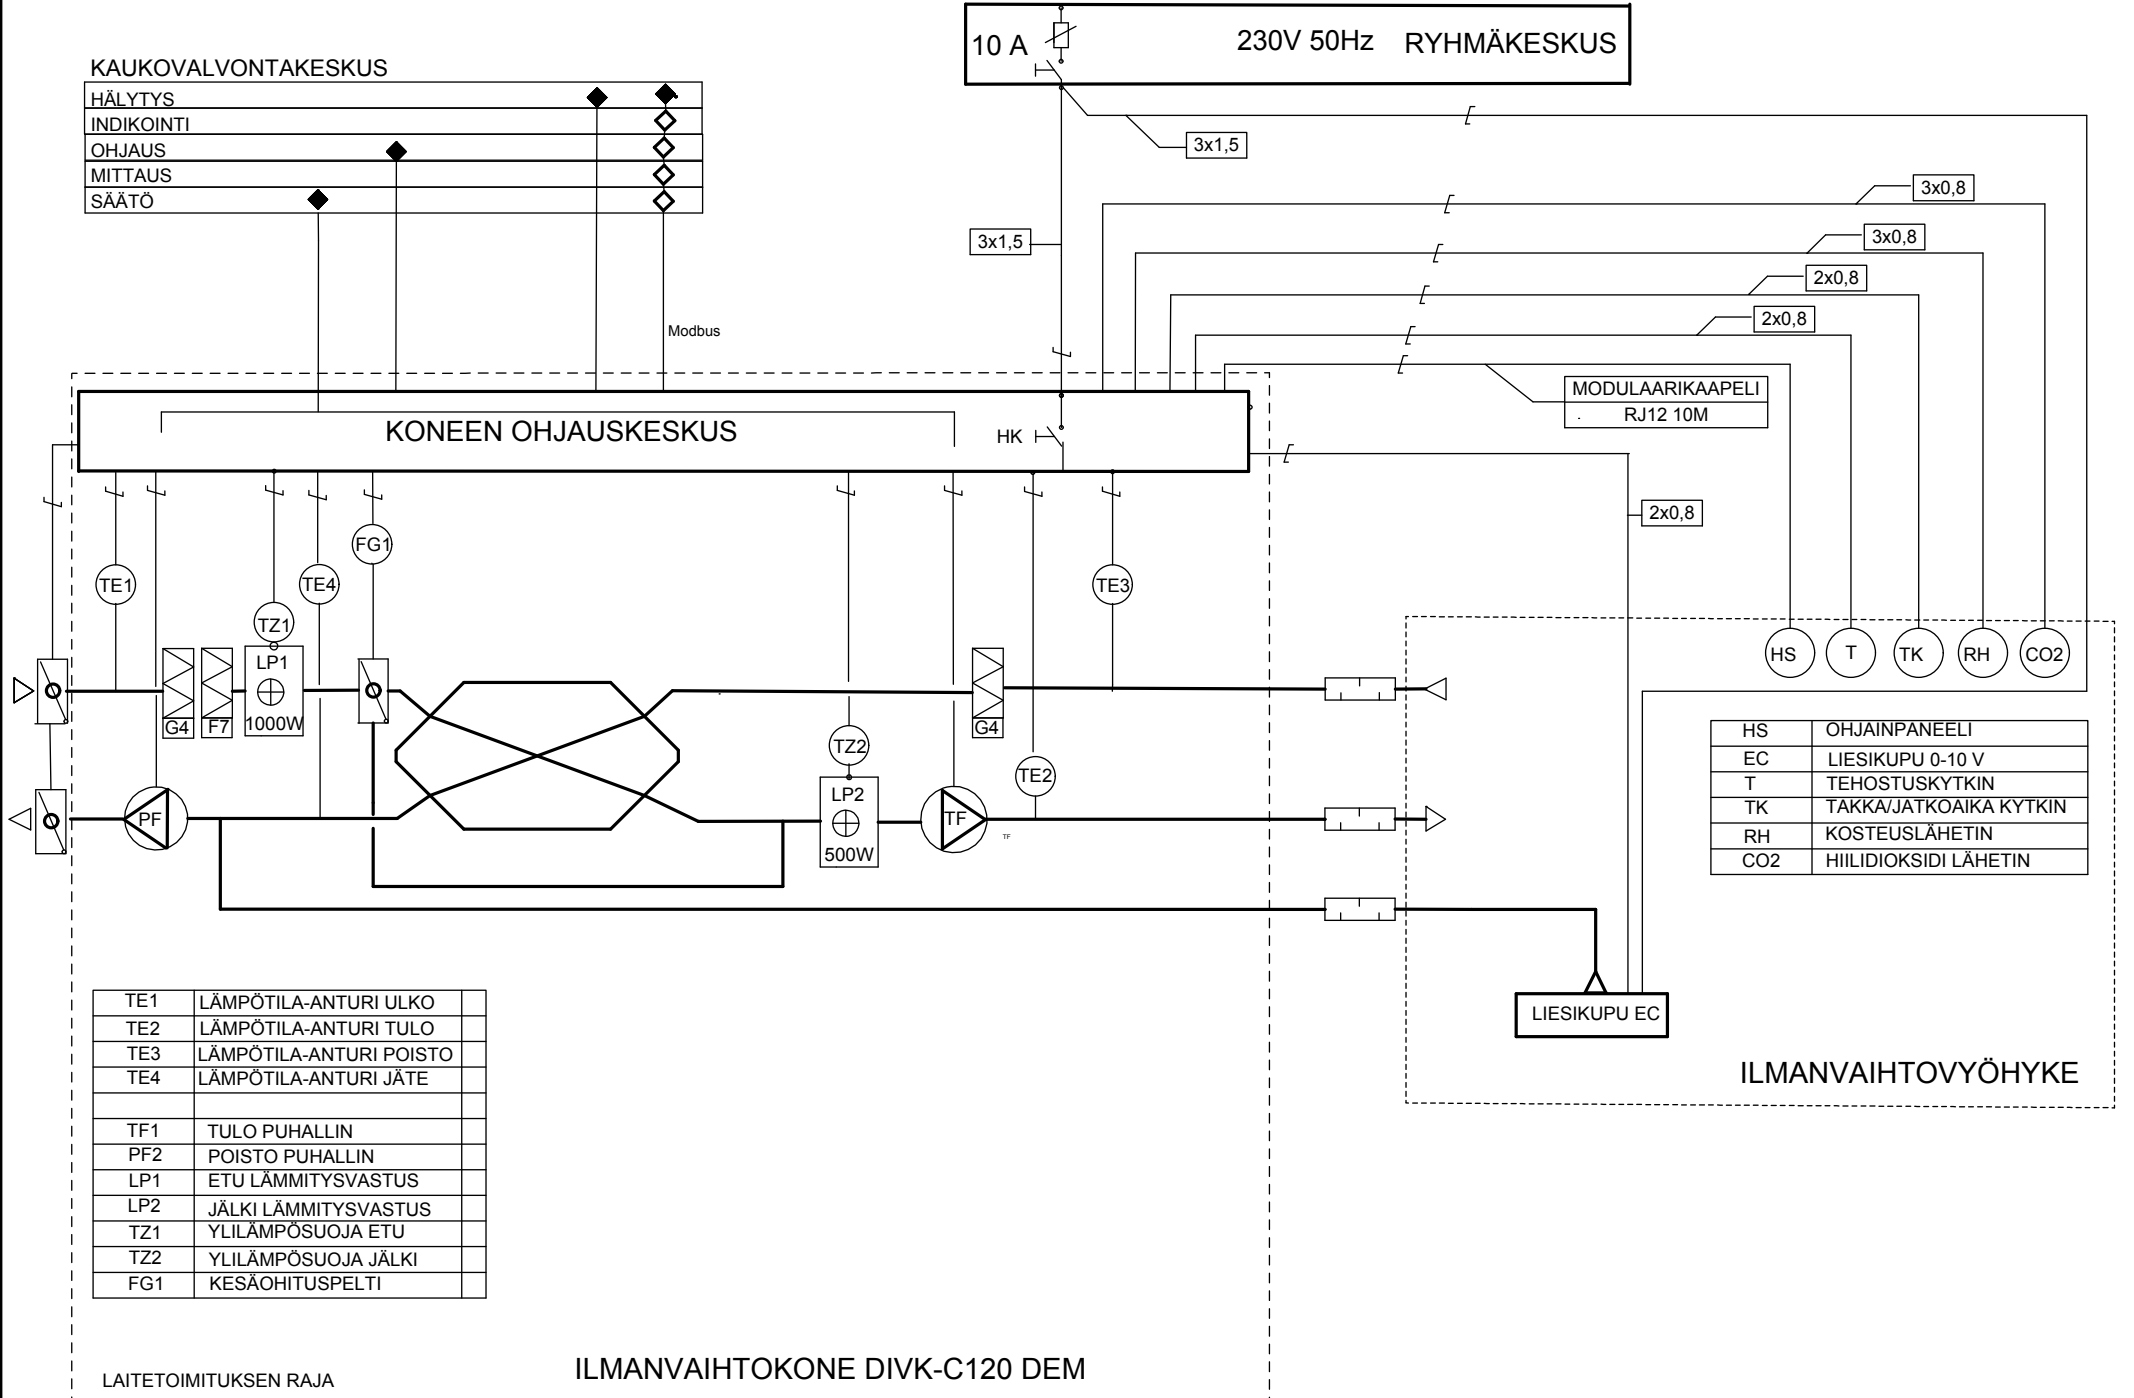 10 A
230V 50Hz RYHMÄKESKUS
KAUKOVALVONTAKESKUS
HÄLYTYS
INDIKOINTI
OHJAUS
MITTAUS
SÄÄTÖ
3x1,5
3x0,8
3x1,5
3x0,8
2x0,8
2x0,8
Modbus
MODULAARIKAAPELI
. RJ12 10M
KONEEN OHJAUSKESKUS
HK
2x0,8
FG1
TE1
TE4
TE3
TZ1
HS
T
TK
RH
CO2
LP1
1000W
G4
F7
G4
TZ2
TE2
LP2
500W
PF
TF
TF
HS OHJAINPANEELI
EC LIESIKUPU 0-10 V
T TEHOSTUSKYTKIN
TK TAKKA/JATKOAIKA KYTKIN
RH KOSTEUSLÄHETIN
CO2 HIILIDIOKSIDI LÄHETIN
LIESIKUPU EC
ILMANVAIHTOVYÖHYKE
TE1 LÄMPÖTILA-ANTURI ULKO
TE2 LÄMPÖTILA-ANTURI TULO
TE3 LÄMPÖTILA-ANTURI POISTO
TE4 LÄMPÖTILA-ANTURI JÄTE
TF1 TULO PUHALLIN
PF2 POISTO PUHALLIN
LP1 ETU LÄMMITYSVASTUS
LP2 JÄLKI LÄMMITYSVASTUS
TZ1 YLILÄMPÖSUOJA ETU
TZ2 YLILÄMPÖSUOJA JÄLKI
FG1 KESÄOHITUSPELTI
LAITETOIMITUKSEN RAJA
ILMANVAIHTOKONE DIVK-C120 DEM